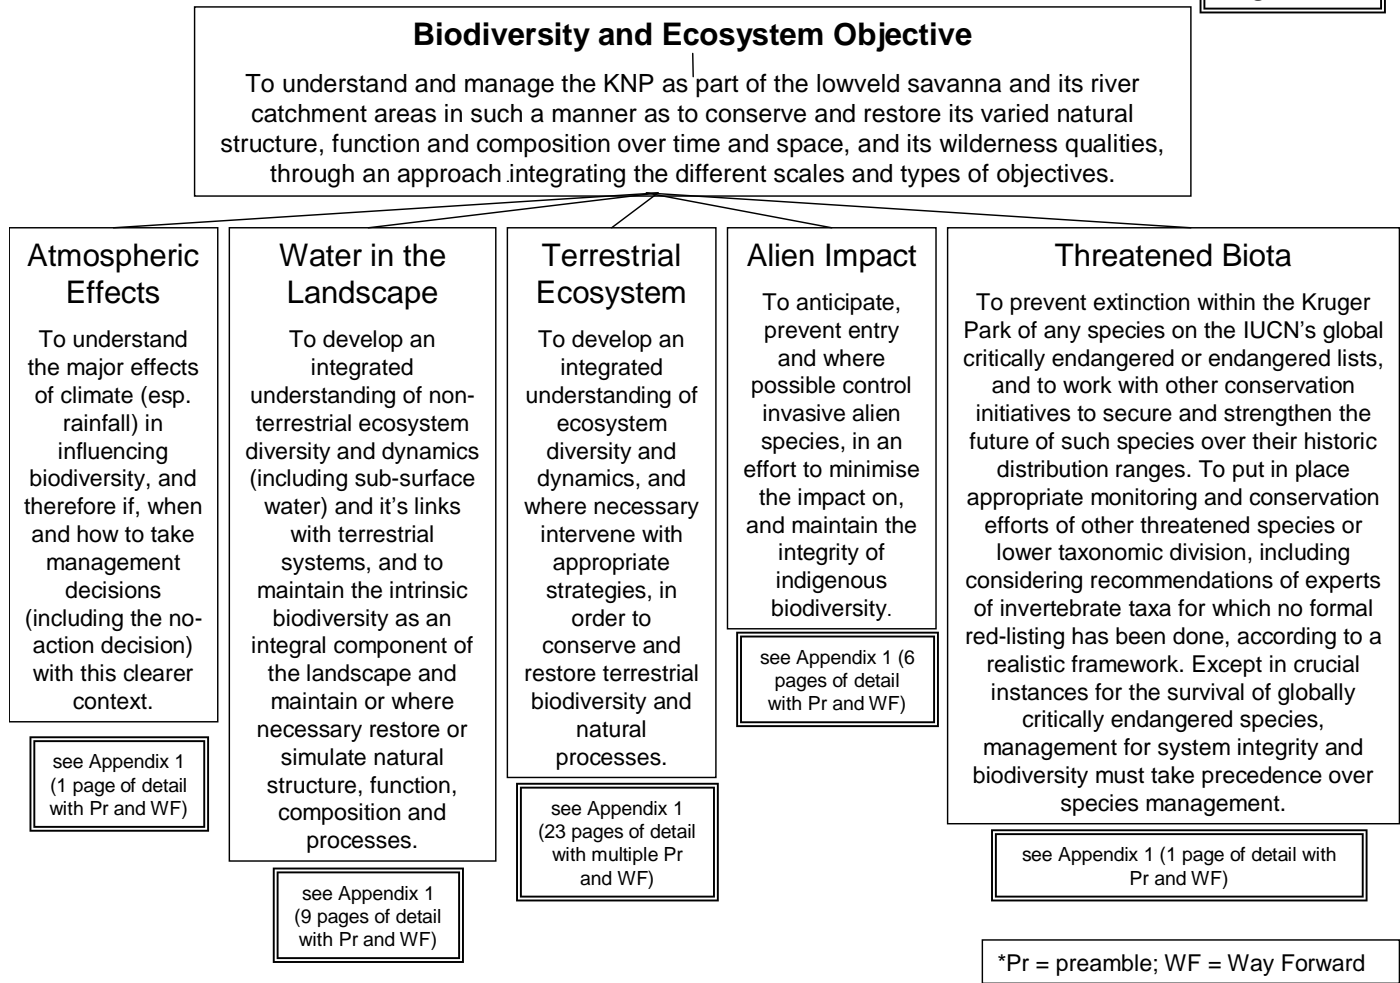 Biodiversity and Ecosystem Objective
To understand and manage the KNP as part of the lowveld savanna and its river
catchment areas in such a manner as to conserve and restore its varied natural
structure, function and composition over time and space, and its wilderness qualities,
through an approach integrating the different scales and types of objectives.
Atmospheric
Effects
To understand
the major effects
of climate (esp.
rainfall) in
influencing
biodiversity, and
therefore if, when
and how to take
management
decisions
(including the no-
action decision)
with this clearer
context.
see Appendix 1
(1 page of detail
with Pr and WF)
Water in the
Landscape
To develop an
integrated
understanding of non-
terrestrial ecosystem
diversity and dynamics
(including sub-surface
water) and it's links
with terrestrial
systems, and to
maintain the intrinsic
biodiversity as an
integral component of
the landscape and
maintain or where
necessary restore or
simulate natural
structure, function,
composition and
processes.
see Appendix 1
(9 pages of detail
with Pr and WF)
Terrestrial
Ecosystem
To develop an
integrated
understanding of
ecosystem
diversity and
dynamics, and
where necessary
intervene with
appropriate
strategies, in
order to
conserve and
restore terrestrial
biodiversity and
natural
processes.
see Appendix 1
(23 pages of detail
with multiple Pr
and WF)
Alien Impact
To anticipate,
prevent entry
and where
possible control
invasive alien
species, in an
effort to minimise
the impact on,
and maintain the
integrity of
indigenous
biodiversity.
see Appendix 1 (6
pages of detail
with Pr and WF)
Threatened Biota
To prevent extinction within the Kruger
Park of any species on the IUCN's global
critically endangered or endangered lists,
and to work with other conservation
initiatives to secure and strengthen the
future of such species over their historic
distribution ranges. To put in place
appropriate monitoring and conservation
efforts of other threatened species or
lower taxonomic division, including
considering recommendations of experts
of invertebrate taxa for which no formal
red-listing has been done, according to a
realistic framework. Except in crucial
instances for the survival of globally
critically endangered species,
management for system integrity and
biodiversity must take precedence over
species management.
see Appendix 1 (1 page of detail with
Pr and WF)
*Pr = preamble; WF = Way Forward